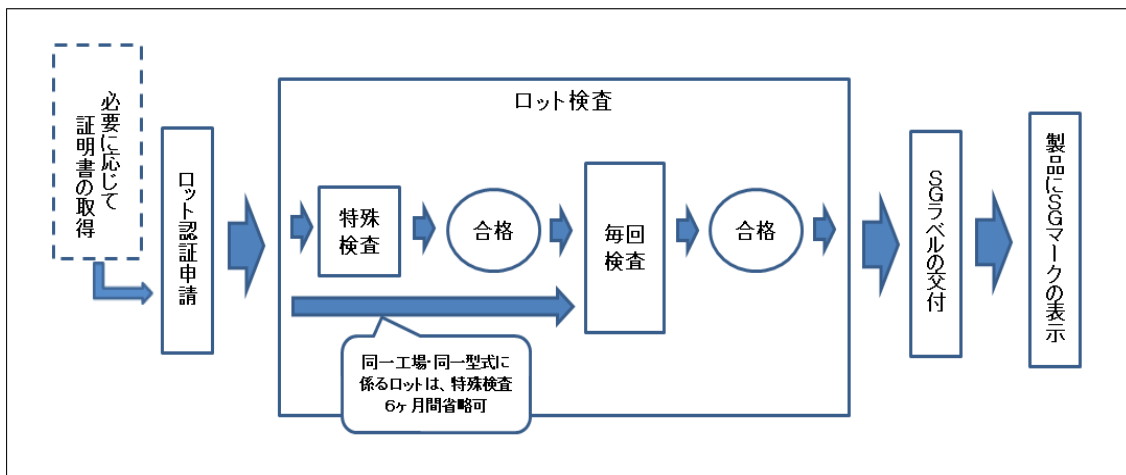 必要に応じて
証明書の取得
ロット認証申請
ロット検査
特殊
検査
合格
毎回
検査
合格
同一工場・同一型式に
係るロットは、特殊検査
6ヶ月間省略可
SGラベルの交付
製品にSGマークの表示